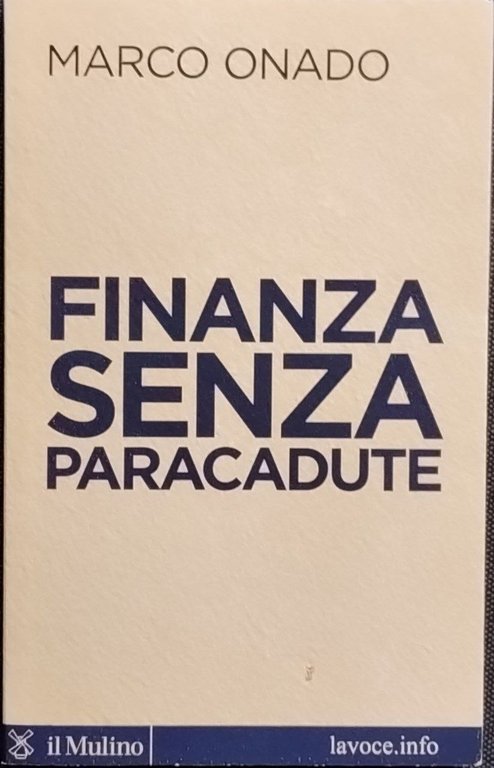 MARCO ONADO
FINANZA
SENZA
PARACADUTE
il Mulino
lavoce.info